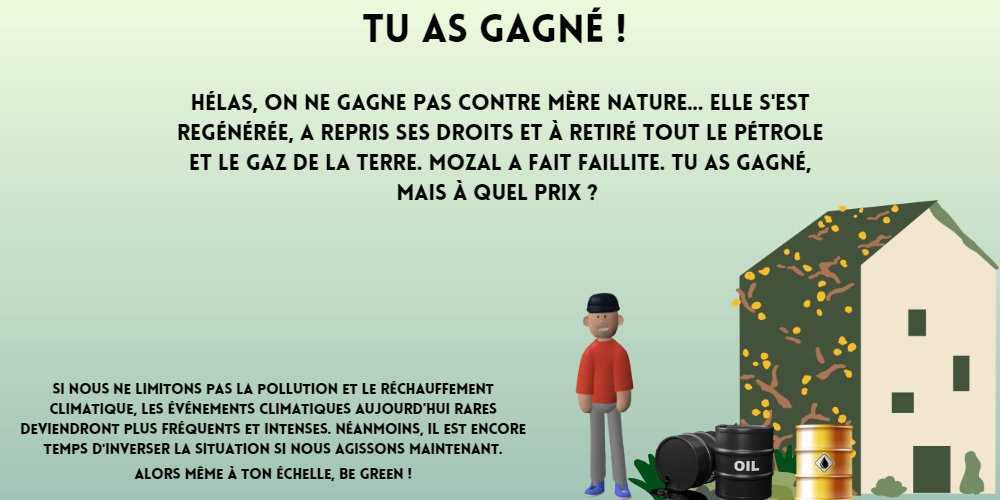 TU AS GAGNÉ !
HÉLAS, ON NE GAGNE PAS CONTRE MÈRE NATURE... ELLE S'EST
REGÉNÉRÉE, A REPRIS SES DROITS ET À RETIRÉ TOUT LE PÉTROLE
ET LE GAZ DE LA TERRE. MOZAL A FAIT FAILLITE. TU AS GAGNÉ,
MAIS À QUEL PRIX ?
SI NOUS NE LIMITONS PAS LA POLLUTION ET LE RÉCHAUFFEMENT
CLIMATIQUE, LES ÉVÉNEMENTS CLIMATIQUES AUJOURD'HUI RARES
DEVIENDRONT PLUS FRÉQUENTS ET INTENSES. NÉANMOINS, IL EST ENCORE
TEMPS D'INVERSER LA SITUATION SI NOUS AGISSONS MAINTENANT.
ALORS MÊME À TON ÉCHELLE, BE GREEN !
OIL